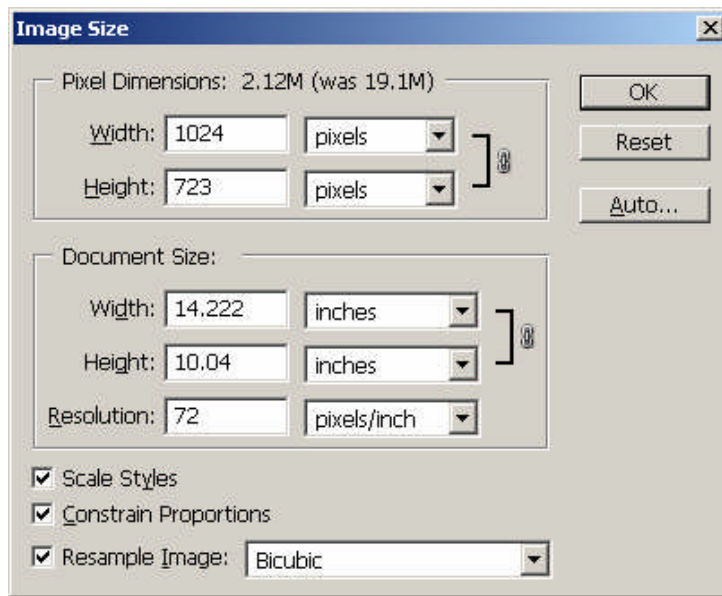 Image Size
Pixel Dimensions: 2.12M (was 19.1M)
OK
Width: 1024 pixels
Reset
Height: 723 pixels
Auto...
Document Size:
Width: 14.222 inches
Height: 10.04 inches
Resolution: 72 pixels/inch
Scale Styles
Constrain Proportions
Resample Image: Bicubic